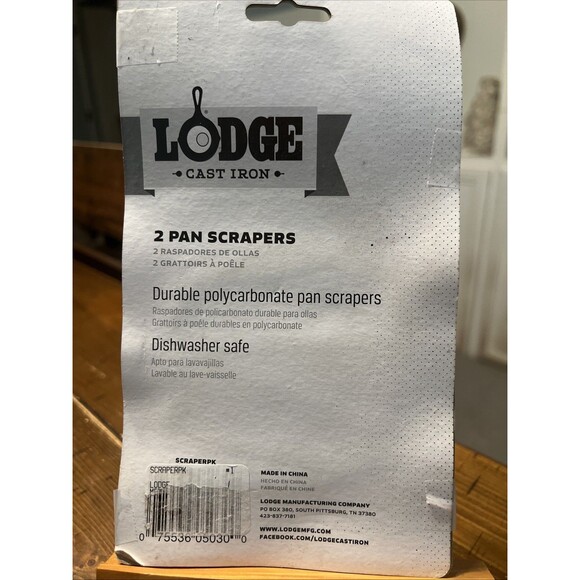 LODGE
CAST IRON
2 PAN SCRAPERS
2 RASPADORES DE OLLAS
2 GRATTOIRS À POÊLE
Durable polycarbonate pan scrapers
Raspadores de policarbonato durable para ollas
Grattoirs à poêle durables en polycarbonate
Dishwasher safe
Apto para lavavajillas
Lavable au lave-vaisselle
SCRAPERPK
SCRAPERPK
LODGE
0 75536 05030 0
MADE IN CHINA
HECHO EN CHINA
FABRIQUÉ EN CHINE
LODGE MANUFACTURING COMPANY
PO BOX 380, SOUTH PITTSBURG, TN 37380
423-837-7181
WWW.LODGEMFG.COM
FACEBOOK.COM/LODGECASTIRON